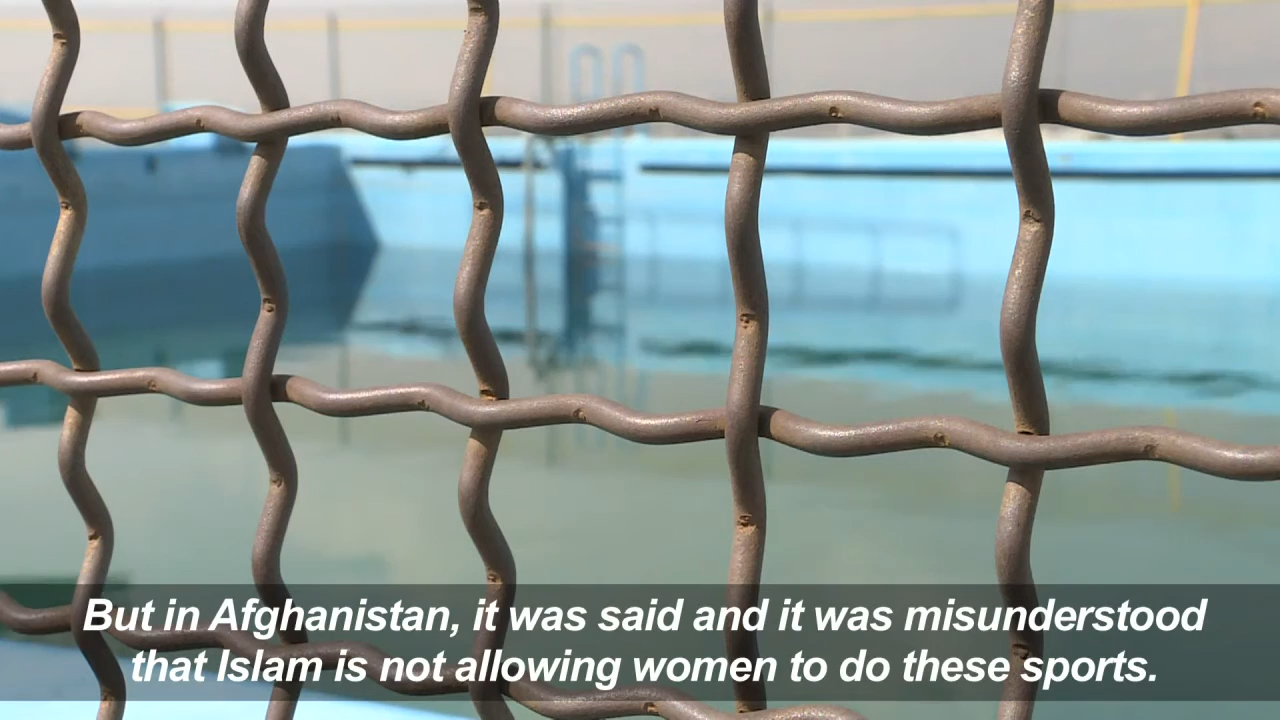 But in Afghanistan, it was said and it was misunderstood
that Islam is not allowing women to do these sports.